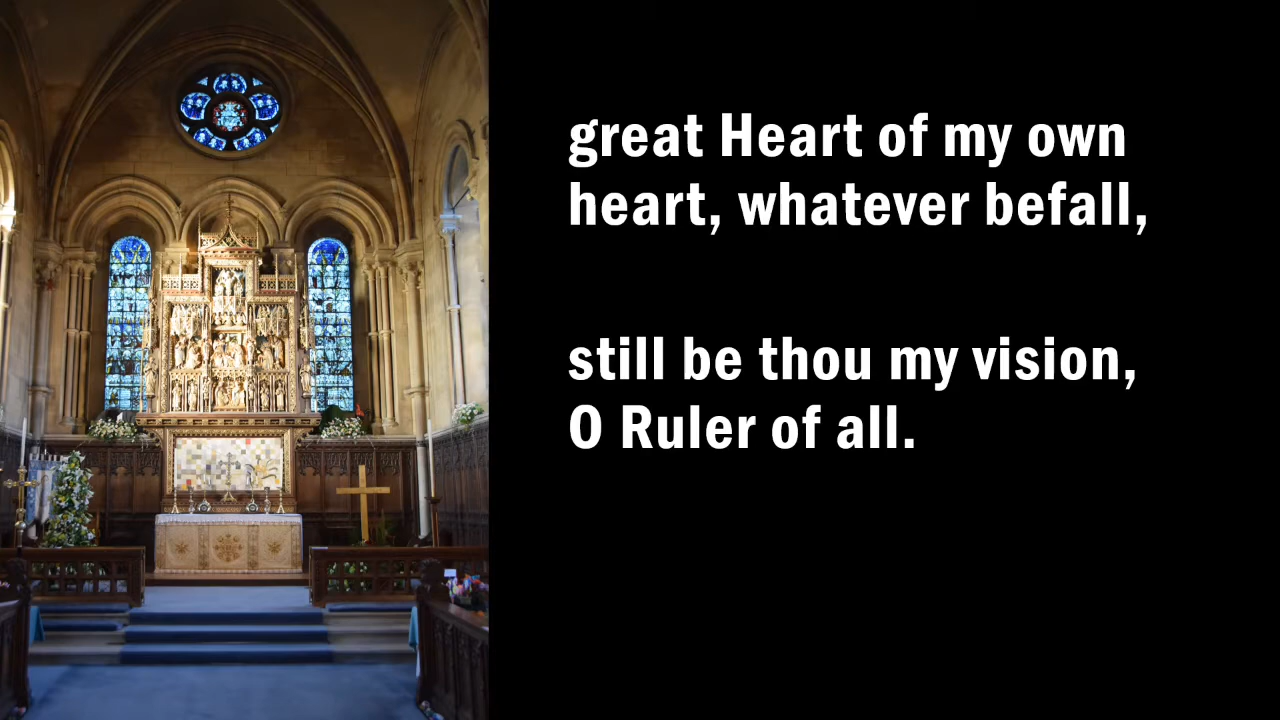 great Heart of my own
heart, whatever befall,
still be thou my vision,
O Ruler of all.